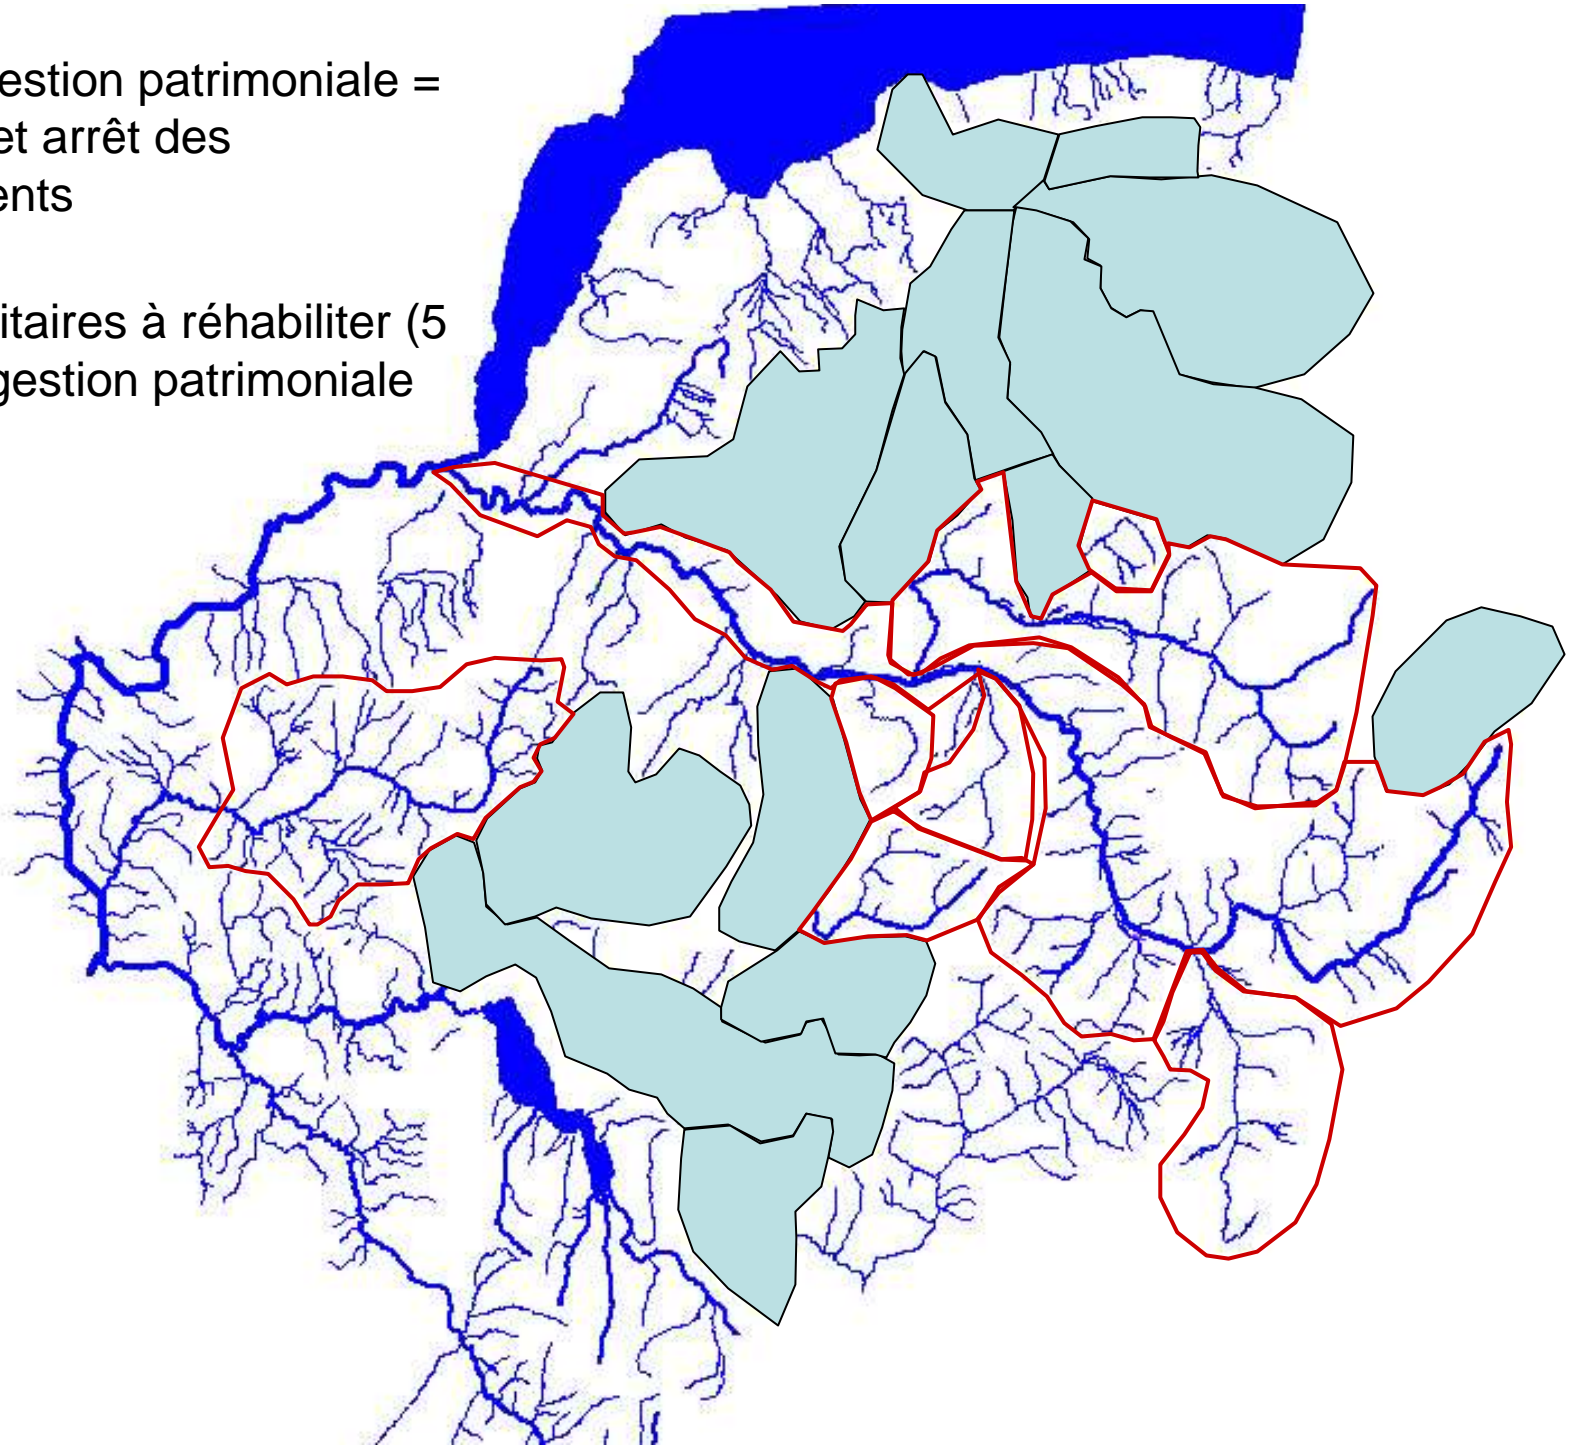 estion patrimoniale =
et arrêt des
ents
itaires à réhabiliter (5
gestion patrimoniale